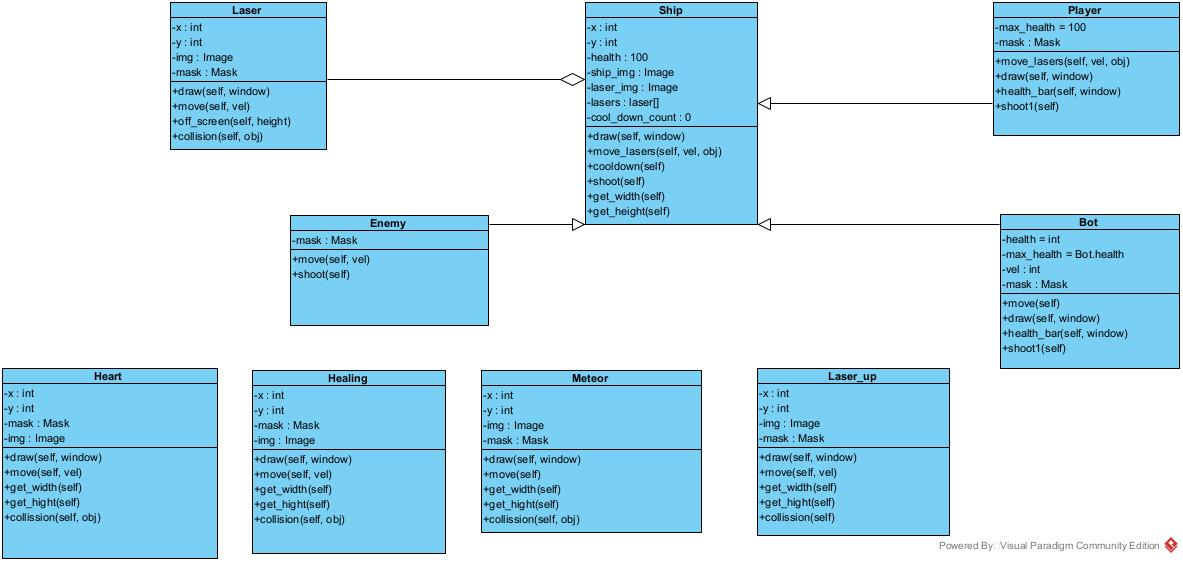 Laser
-x : int
-y : int
-img : Image
-mask : Mask
+draw(self, window)
+move(self, vel)
+off_screen(self, height)
+collision(self, obj)
Ship
-x : int
-y : int
-health : 100
-ship_img : Image
-laser_img : Image
-lasers : laser[]
-cool_down_count : 0
+draw(self, window)
+move_lasers(self, vel, obj)
+cooldown(self)
+shoot(self)
+get_width(self)
+get_height(self)
Player
-max_health = 100
-mask : Mask
+move_lasers(self, vel, obj)
+draw(self, window)
+health_bar(self, window)
+shoot1(self)
Enemy
-mask : Mask
+move(self, vel)
+shoot(self)
Bot
-health = int
-max_health = Bot.health
-vel : int
-mask : Mask
+move(self)
+draw(self, window)
+health_bar(self, window)
+shoot1(self)
Heart
-x : int
-y : int
-mask : Mask
-img : Image
+draw(self, window)
+move(self, vel)
+get_width(self)
+get_hight(self)
+collission(self, obj)
Healing
-x : int
-y : int
-mask : Mask
-img : Image
+draw(self, window)
+move(self, vel)
+get_width(self)
+get_hight(self)
+collision(self, obj)
Meteor
-x : int
-y : int
-img : Image
-mask : Mask
+draw(self, window)
+move(self)
+get_width(self)
+get_hight(self)
+collission(self, obj)
Laser_up
-x : int
-y : int
-img : Image
-mask : Mask
+draw(self, window)
+move(self, vel)
+get_width(self)
+get_hight(self)
+collission(self)
Powered By Visual Paradigm Community Edition